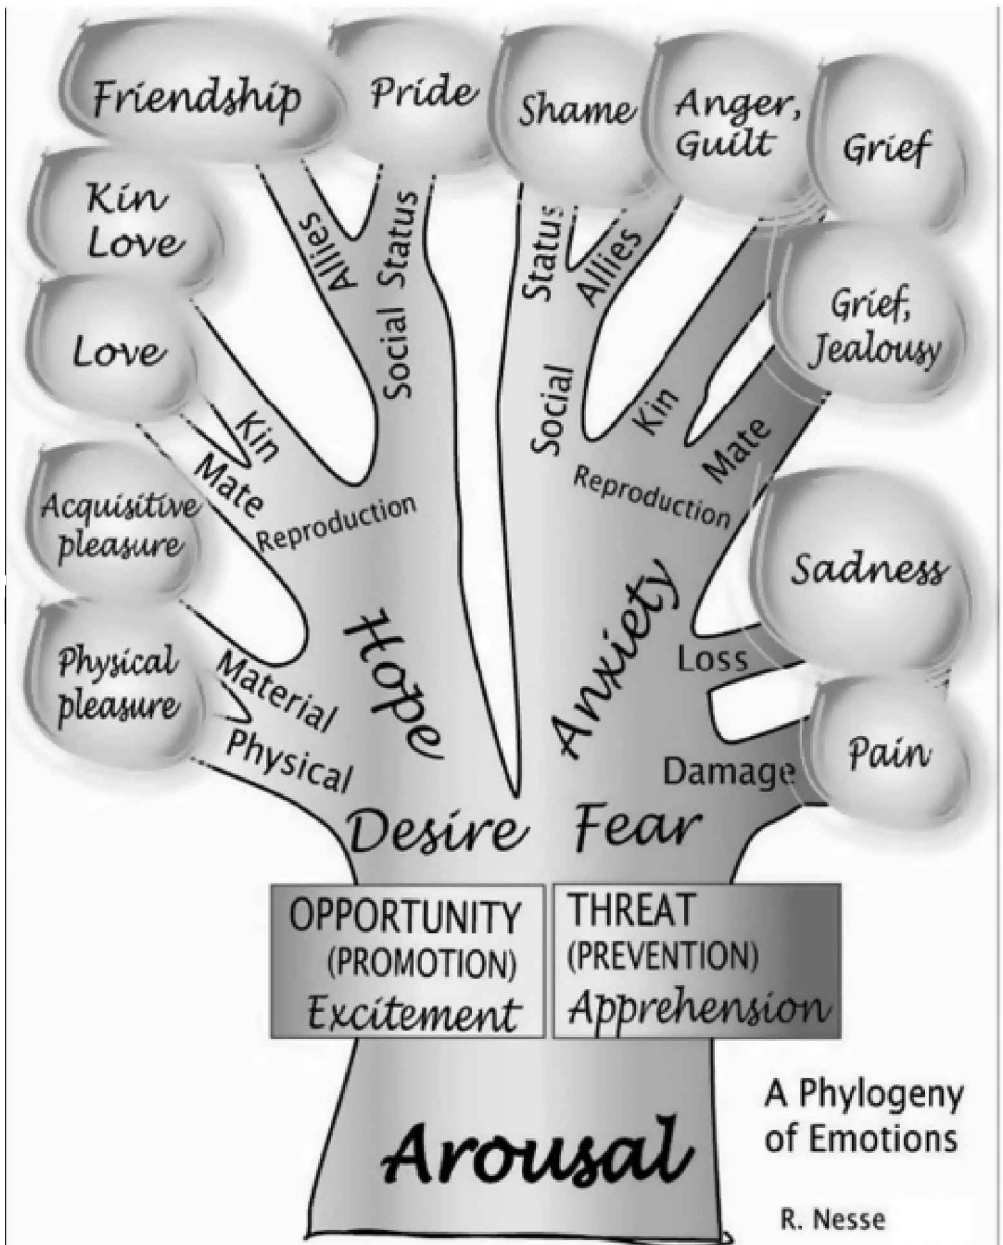 Friendship
Pride
Shame
Anger,
Guilt
Grief
Kin
Love
Love
Acquisitive
pleasure
Physical
pleasure
Grief,
Jealousy
Sadness
Pain
Allies
Social Status
Social Status
Allies
Kin
Mate
Reproduction
Kin
Mate
Reproduction
Material
Physical
Hope
Anxiety
Loss
Damage
Desire
Fear
OPPORTUNITY
(PROMOTION)
Excitement
THREAT
(PREVENTION)
Apprehension
Arousal
A Phylogeny
of Emotions
R. Nesse